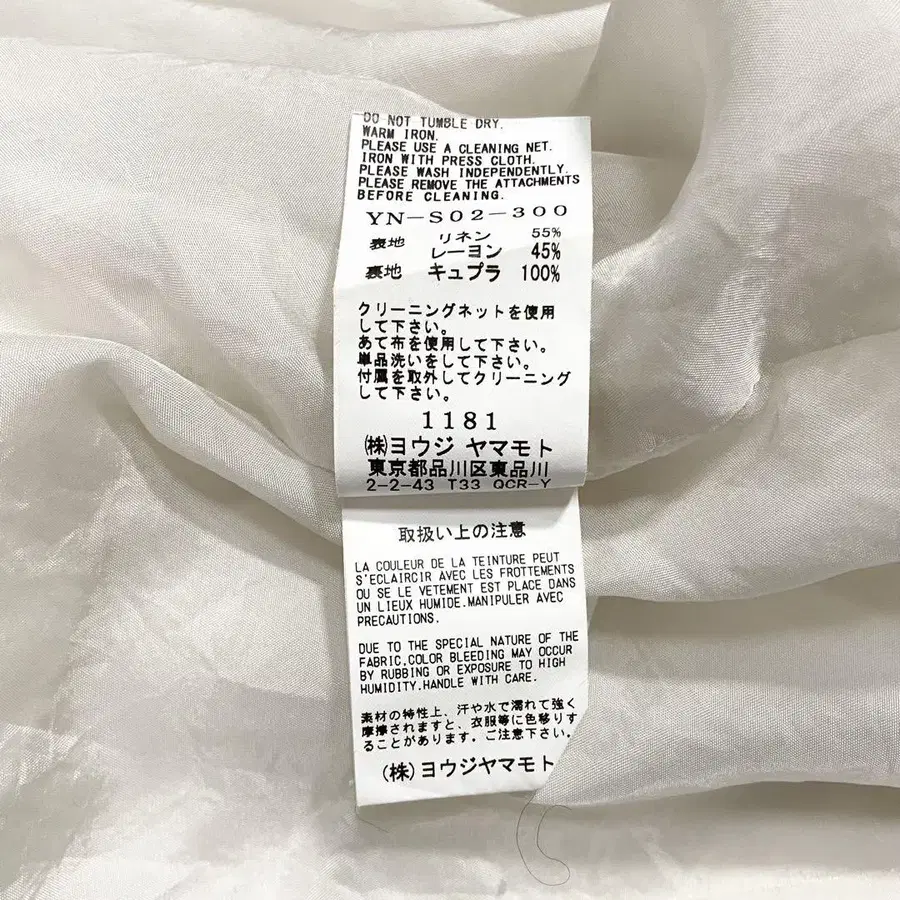 DO NOT TUMBLE DRY.
WARM IRON.
PLEASE USE A CLEANING NET.
IRON WITH PRESS CLOTH.
PLEASE WASH INDEPENDENTLY.
PLEASE REMOVE THE ATTACHMENTS
BEFORE CLEANING.
YN-S02-300
表地 リネン 55%
レーヨン 45%
裏地 キュプラ 100%
クリーニングネットを使用
して下さい。
あて布を使用して下さい。
単品洗いをして下さい。
付属を取外してクリーニング
して下さい。
1181
㈱ヨウジ ヤマモト
東京都品川区東品川
2-2-43 T33 QCR-Y
取扱い上の注意
LA COULEUR DE LA TEINTURE PEUT
S'ECLAIRCIR AVEC LES FROTTEMENTS
OU SE LE VETEMENT EST PLACE DANS
UN LIEUX HUMIDE.MANIPULER AVEC
PRECAUTIONS.
DUE TO THE SPECIAL NATURE OF THE
FABRIC,COLOR BLEEDING MAY OCCUR
BY RUBBING OR EXPOSURE TO HIGH
HUMIDITY.HANDLE WITH CARE.
素材の特性上、汗や水で濡れて強く
摩擦されますと、衣服等に色移りす
ることがあります。ご注意下さい。
(株)ヨウジヤマモト